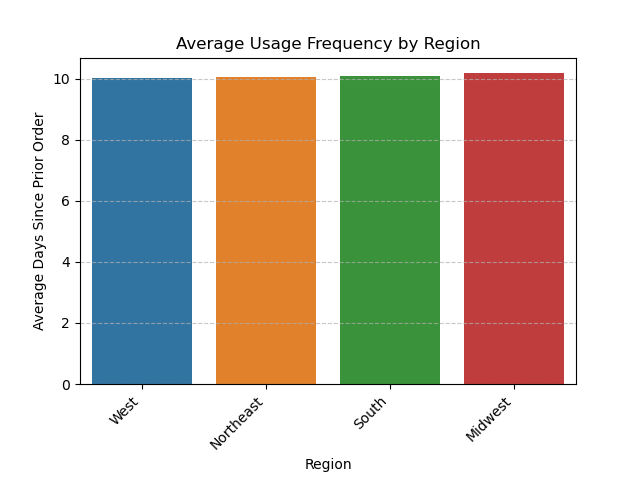 Average Usage Frequency by Region
Average Days Since Prior Order
10
8
6
4
2
0
West
Northeast
South
Midwest
Region